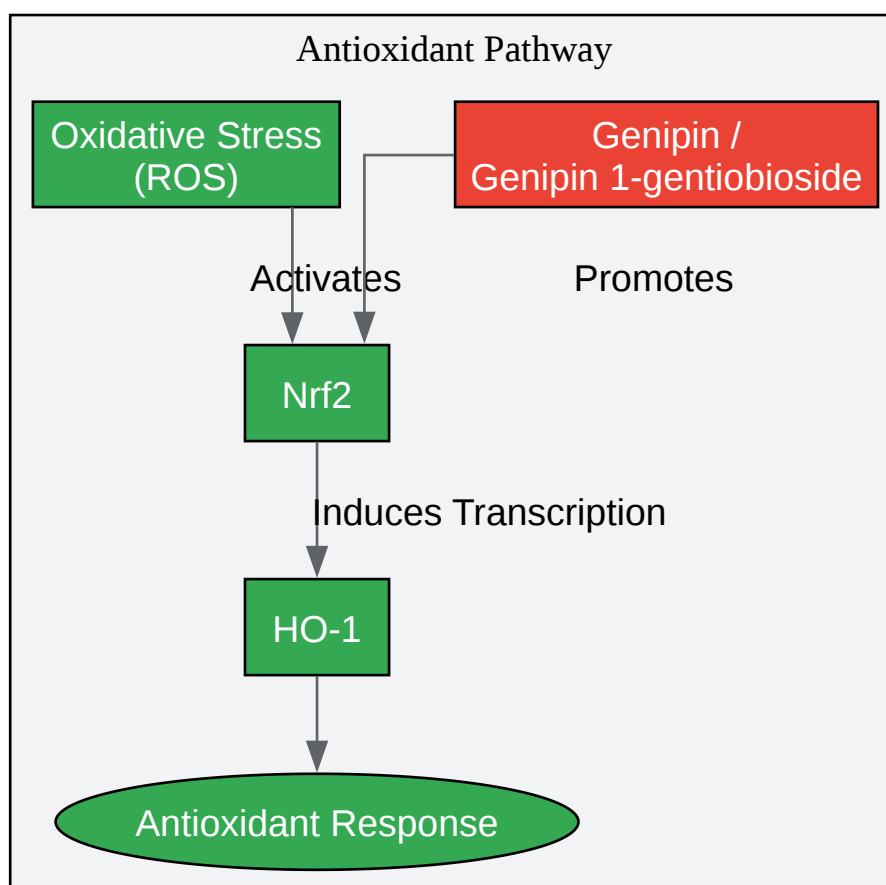 Antioxidant Pathway
Oxidative Stress
(ROS)
Genipin /
Genipin 1-gentiobioside
Activates
Promotes
Nrf2
Induces Transcription
HO-1
Antioxidant Response